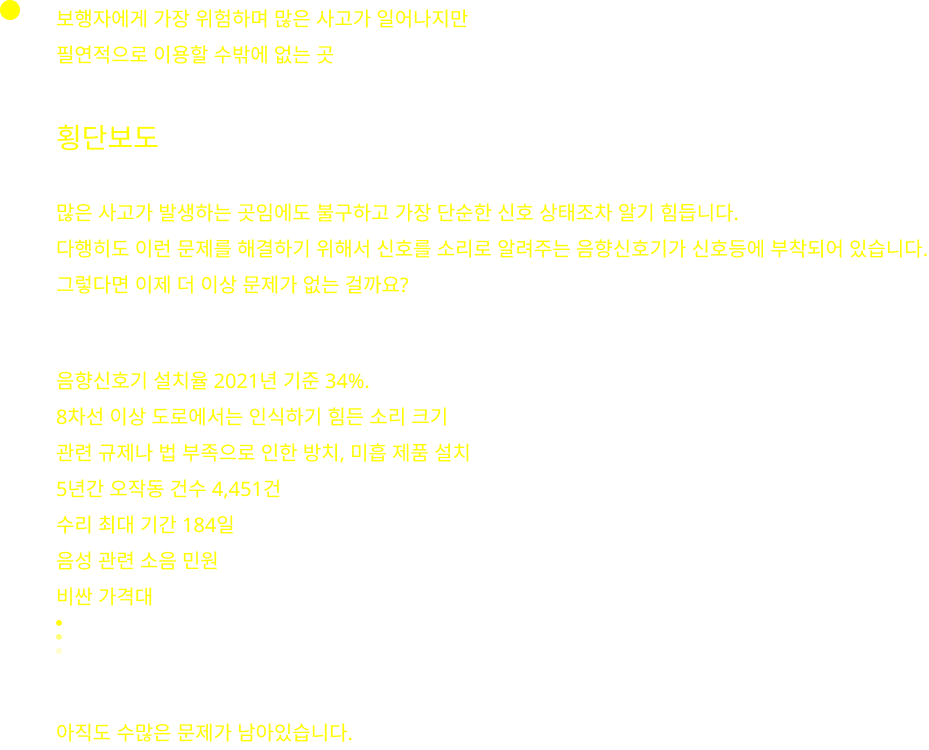 보행자에게 가장 위험하며 많은 사고가 일어나지만
필연적으로 이용할 수밖에 없는 곳
횡단보도
많은 사고가 발생하는 곳임에도 불구하고 가장 단순한 신호 상태조차 알기 힘듭니다.
다행히도 이런 문제를 해결하기 위해서 신호를 소리로 알려주는 음향신호기가 신호등에 부착되어 있습니다.
그렇다면 이제 더 이상 문제가 없는 걸까요?
음향신호기 설치율 2021년 기준 34%.
8차선 이상 도로에서는 인식하기 힘든 소리 크기
관련 규제나 법 부족으로 인한 방치, 미흡 제품 설치
5년간 오작동 건수 4,451건
수리 최대 기간 184일
음성 관련 소음 민원
비싼 가격대
아직도 수많은 문제가 남아있습니다.